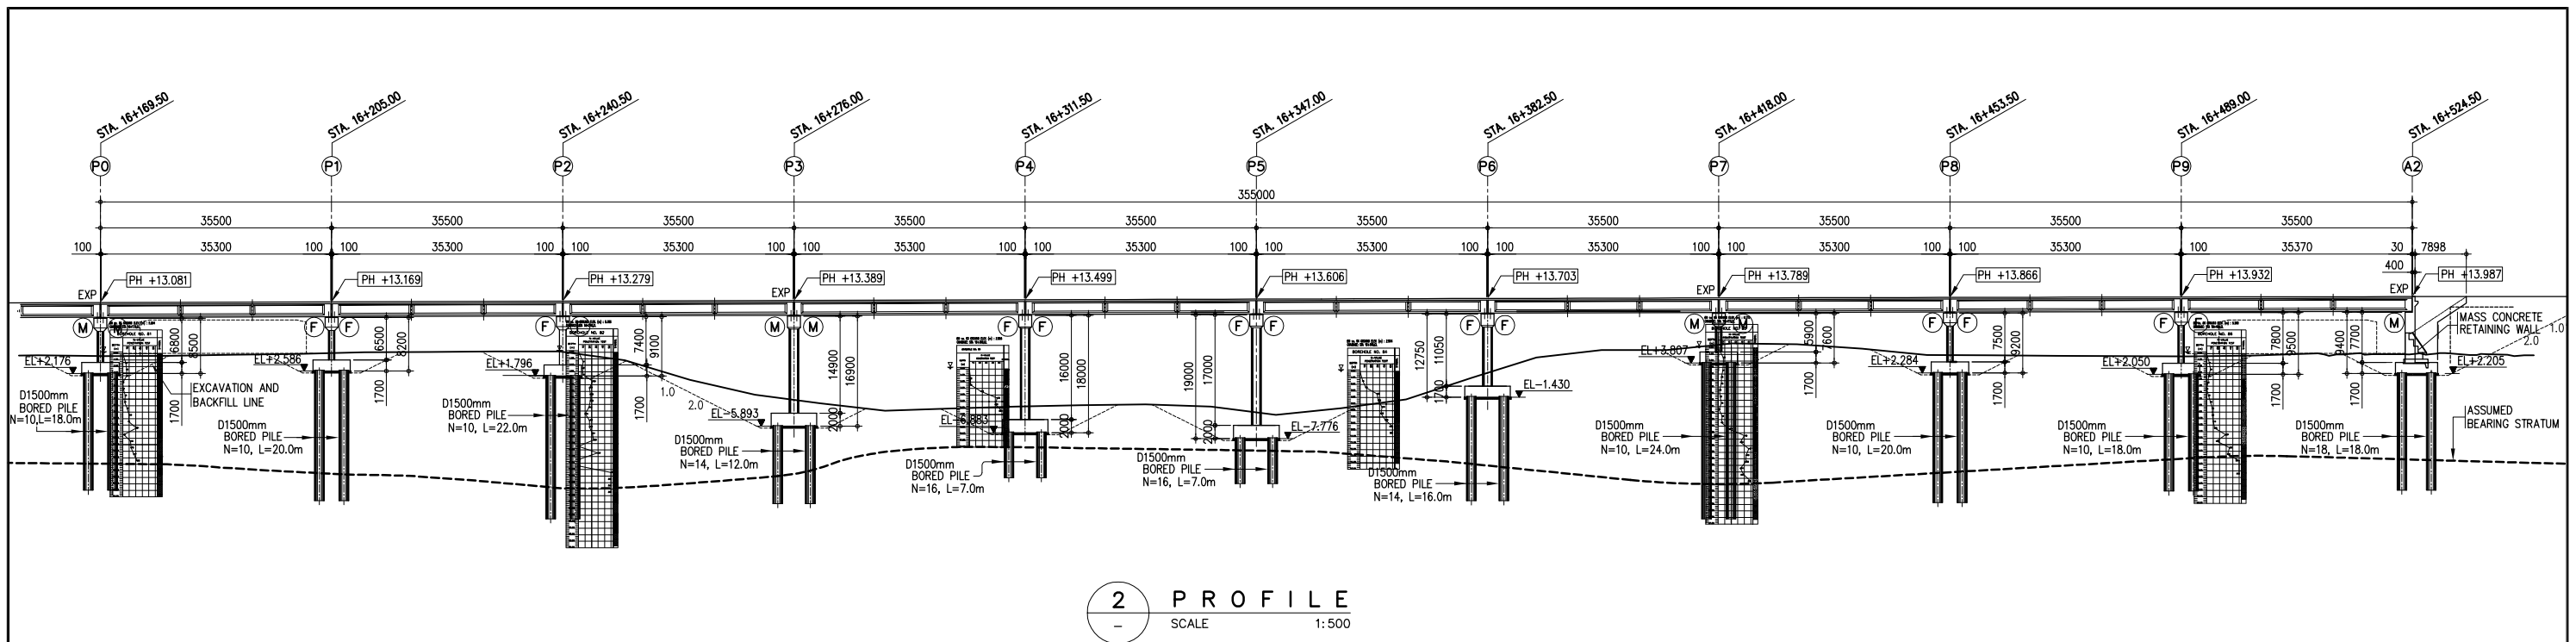 STA. 16+169.50
STA. 16+205.00
STA. 16+240.50
STA. 16+276.00
STA. 16+311.50
STA. 16+347.00
STA. 16+382.50
STA. 16+418.00
STA. 16+453.50
STA. 16+489.00
STA. 16+524.50
P0 P1 P2 P3 P4 P5 P6 P7 P8 P9 A2
355000
35500 35500 35500 35500 35500 35500 35500 35500 35500 35500
100 35300 100 100 35300 100 100 35300 100 100 35300 100 100 35300 100 100 35300 100 100 35300 100 100 35300 100 100 35300 100 35370 30 7898
400
PH +13.081
PH +13.169
PH +13.279
PH +13.389
PH +13.499
PH +13.606
PH +13.703
PH +13.789
PH +13.866
PH +13.932
PH +13.987
EXP EXP EXP EXP
M F F F M M F F F F F F M F F F M
6800 8500 6500 8200 7400 9100 14900 16900 16000 18000 19000 17000 12750 11050 5900 7600 7500 9200 7800 9500 9400 7700
MASS CONCRETE
RETAINING WALL
1.0
2.0
BOREHOLE NO. B1
BOREHOLE NO. B2
EL+2.176
EL+2.586
EL+1.796
EL-5.893
EL-6.883
EL-7.776
EL-1.430
EL+3.807
EL+2.284
EL+2.050
EL+2.205
1700 1700 1700 2000 2000 2000 1700 1700 1700 1700 1700
1.0
2.0
EXCAVATION AND
BACKFILL LINE
D1500mm
BORED PILE
N=10,L=18.0m
D1500mm
BORED PILE
N=10, L=20.0m
D1500mm
BORED PILE
N=10, L=22.0m
D1500mm
BORED PILE
N=14, L=12.0m
D1500mm
BORED PILE
N=16, L=7.0m
D1500mm
BORED PILE
N=16, L=7.0m
D1500mm
BORED PILE
N=14, L=16.0m
D1500mm
BORED PILE
N=10, L=24.0m
D1500mm
BORED PILE
N=10, L=20.0m
D1500mm
BORED PILE
N=10, L=18.0m
D1500mm
BORED PILE
N=18, L=18.0m
ASSUMED
BEARING STRATUM
2
–
PROFILE
SCALE 1:500